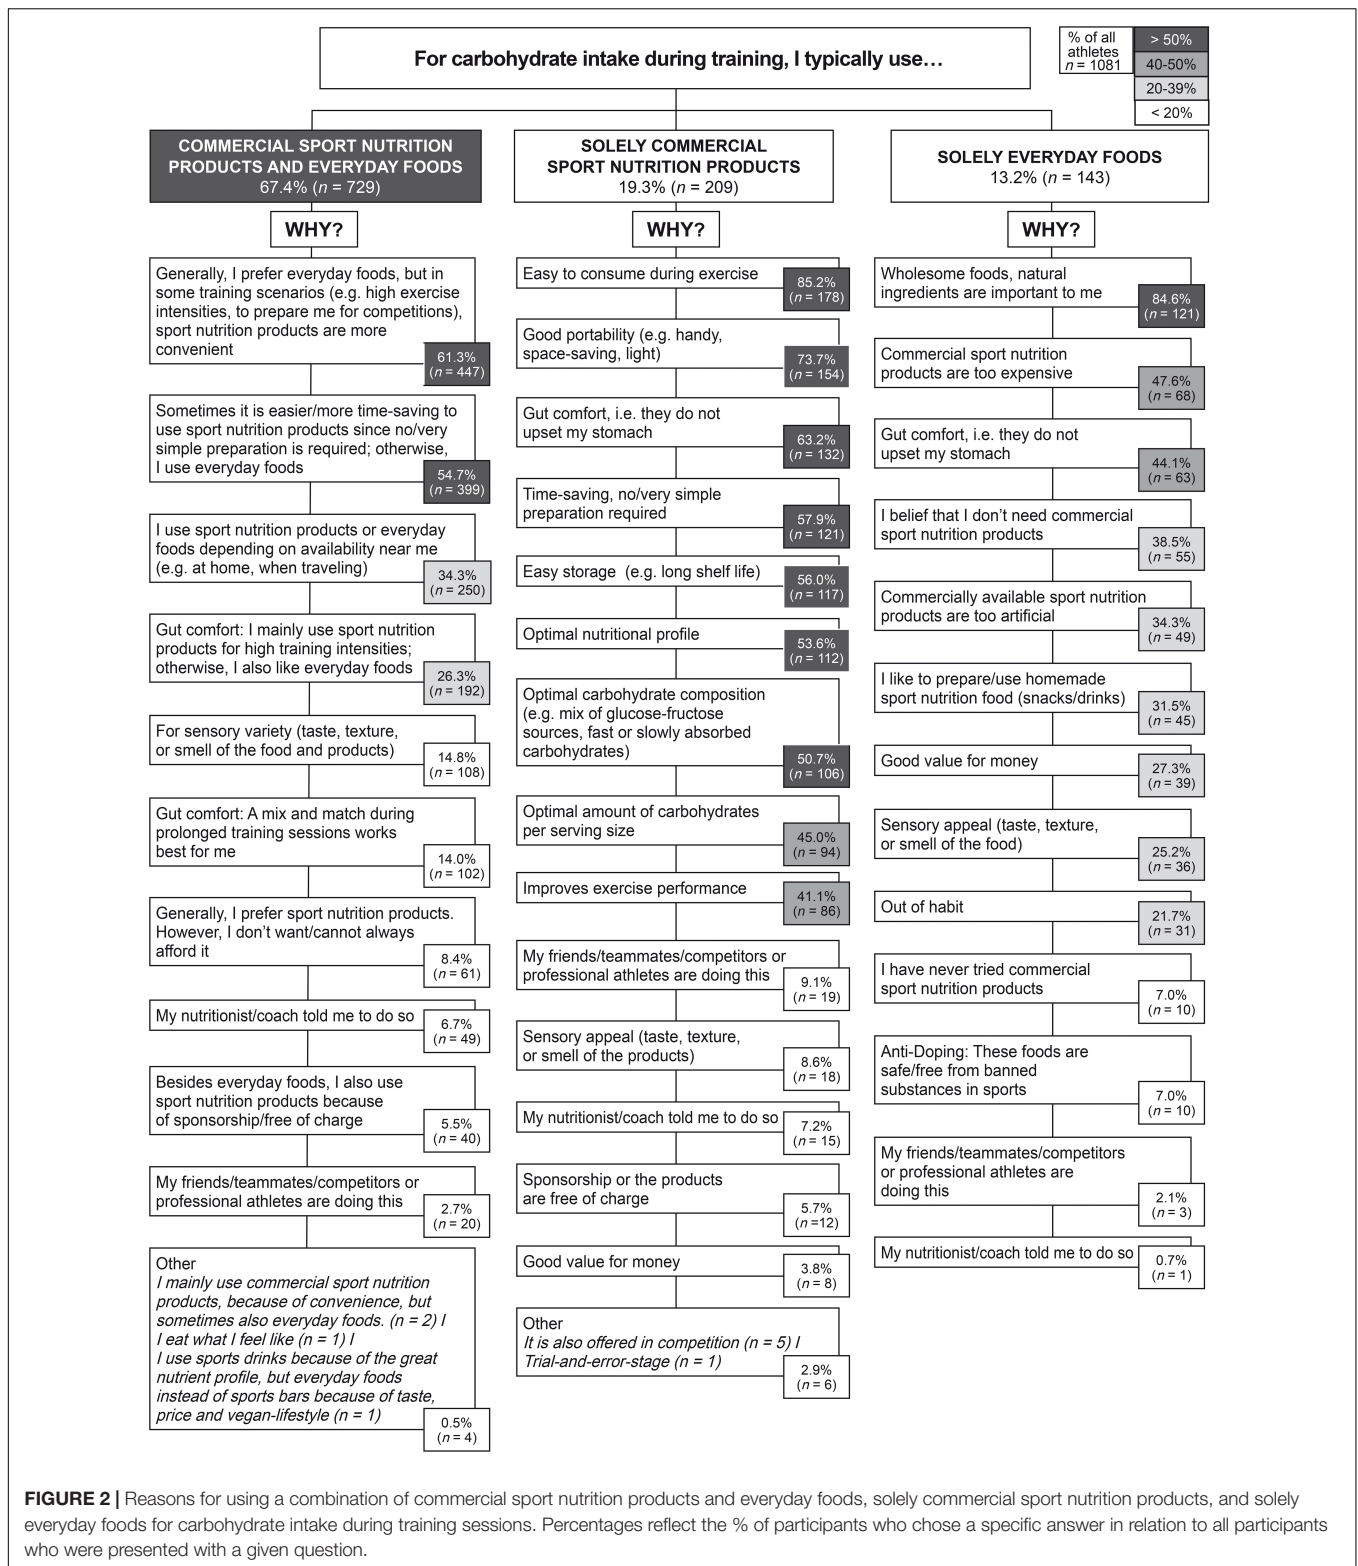 For carbohydrate intake during training, I typically use…
% of all
athletes
n = 1081
> 50%
40-50%
20-39%
< 20%
COMMERCIAL SPORT NUTRITION
PRODUCTS AND EVERYDAY FOODS
67.4% (n = 729)
WHY?
Generally, I prefer everyday foods, but in
some training scenarios (e.g. high exercise
intensities, to prepare me for competitions),
sport nutrition products are more
convenient
61.3%
(n = 447)
Sometimes it is easier/more time-saving to
use sport nutrition products since no/very
simple preparation is required; otherwise,
I use everyday foods
54.7%
(n = 399)
I use sport nutrition products or everyday
foods depending on availability near me
(e.g. at home, when traveling)
34.3%
(n = 250)
Gut comfort: I mainly use sport nutrition
products for high training intensities;
otherwise, I also like everyday foods
26.3%
(n = 192)
For sensory variety (taste, texture,
or smell of the food and products)
14.8%
(n = 108)
Gut comfort: A mix and match during
prolonged training sessions works
best for me
14.0%
(n = 102)
Generally, I prefer sport nutrition products.
However, I don’t want/cannot always
afford it
8.4%
(n = 61)
My nutritionist/coach told me to do so
6.7%
(n = 49)
Besides everyday foods, I also use
sport nutrition products because
of sponsorship/free of charge
5.5%
(n = 40)
My friends/teammates/competitors or
professional athletes are doing this
2.7%
(n = 20)
Other
I mainly use commercial sport nutrition
products, because of convenience, but
sometimes also everyday foods. (n = 2) I
I eat what I feel like (n = 1) I
I use sports drinks because of the great
nutrient profile, but everyday foods
instead of sports bars because of taste,
price and vegan-lifestyle (n = 1)
0.5%
(n = 4)
SOLELY COMMERCIAL
SPORT NUTRITION PRODUCTS
19.3% (n = 209)
WHY?
Easy to consume during exercise
85.2%
(n = 178)
Good portability (e.g. handy,
space-saving, light)
73.7%
(n = 154)
Gut comfort, i.e. they do not
upset my stomach
63.2%
(n = 132)
Time-saving, no/very simple
preparation required
57.9%
(n = 121)
Easy storage (e.g. long shelf life)
56.0%
(n = 117)
Optimal nutritional profile
53.6%
(n = 112)
Optimal carbohydrate composition
(e.g. mix of glucose-fructose
sources, fast or slowly absorbed
carbohydrates)
50.7%
(n = 106)
Optimal amount of carbohydrates
per serving size
45.0%
(n = 94)
Improves exercise performance
41.1%
(n = 86)
My friends/teammates/competitors or
professional athletes are doing this
9.1%
(n = 19)
Sensory appeal (taste, texture,
or smell of the products)
8.6%
(n = 18)
My nutritionist/coach told me to do so
7.2%
(n = 15)
Sponsorship or the products
are free of charge
5.7%
(n =12)
Good value for money
3.8%
(n = 8)
Other
It is also offered in competition (n = 5) I
Trial-and-error-stage (n = 1)
2.9%
(n = 6)
SOLELY EVERYDAY FOODS
13.2% (n = 143)
WHY?
Wholesome foods, natural
ingredients are important to me
84.6%
(n = 121)
Commercial sport nutrition
products are too expensive
47.6%
(n = 68)
Gut comfort, i.e. they do not
upset my stomach
44.1%
(n = 63)
I belief that I don’t need commercial
sport nutrition products
38.5%
(n = 55)
Commercially available sport nutrition
products are too artificial
34.3%
(n = 49)
I like to prepare/use homemade
sport nutrition food (snacks/drinks)
31.5%
(n = 45)
Good value for money
27.3%
(n = 39)
Sensory appeal (taste, texture,
or smell of the food)
25.2%
(n = 36)
Out of habit
21.7%
(n = 31)
I have never tried commercial
sport nutrition products
7.0%
(n = 10)
Anti-Doping: These foods are
safe/free from banned
substances in sports
7.0%
(n = 10)
My friends/teammates/competitors
or professional athletes are
doing this
2.1%
(n = 3)
My nutritionist/coach told me to do so
0.7%
(n = 1)
FIGURE 2 | Reasons for using a combination of commercial sport nutrition products and everyday foods, solely commercial sport nutrition products, and solely
everyday foods for carbohydrate intake during training sessions. Percentages reflect the % of participants who chose a specific answer in relation to all participants
who were presented with a given question.